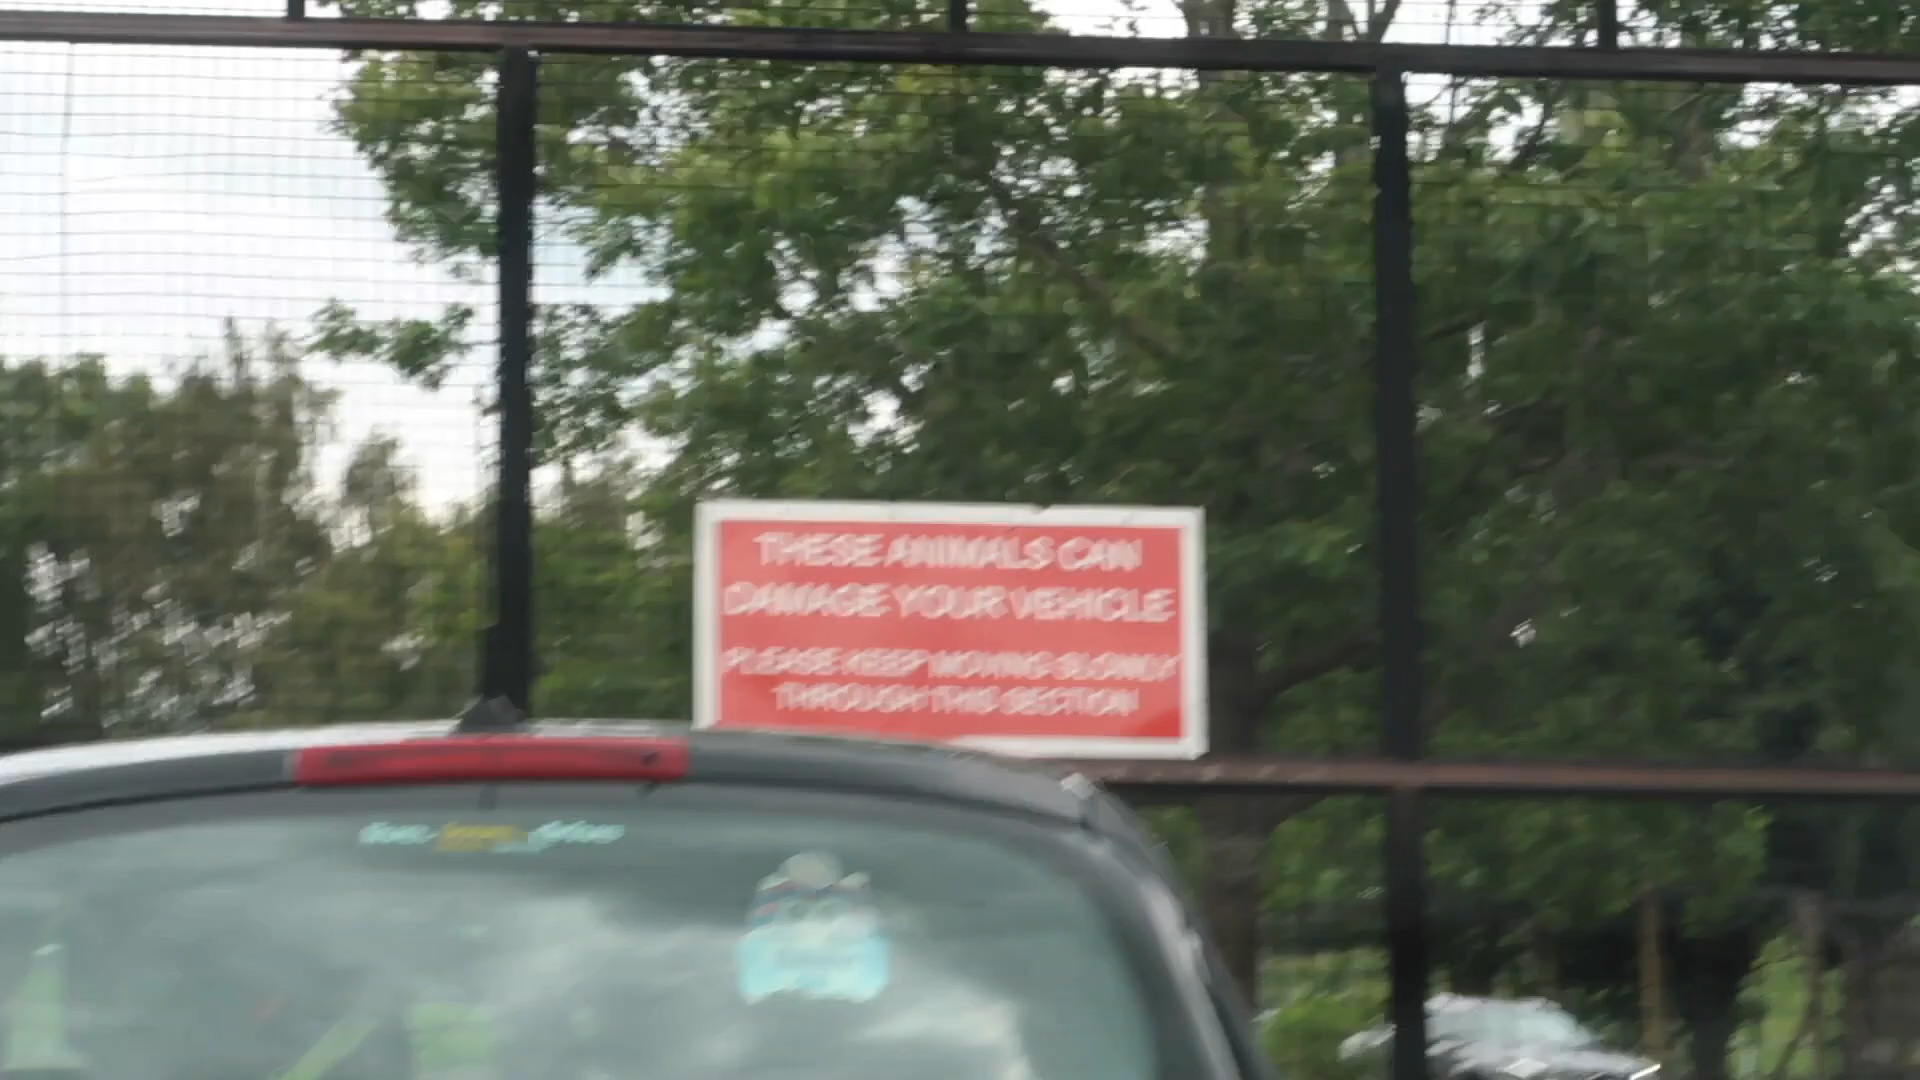 THESE ANIMALS CAN
DAMAGE YOUR VEHICLE
PLEASE KEEP MOVING SLOWLY
THROUGH THIS SECTION